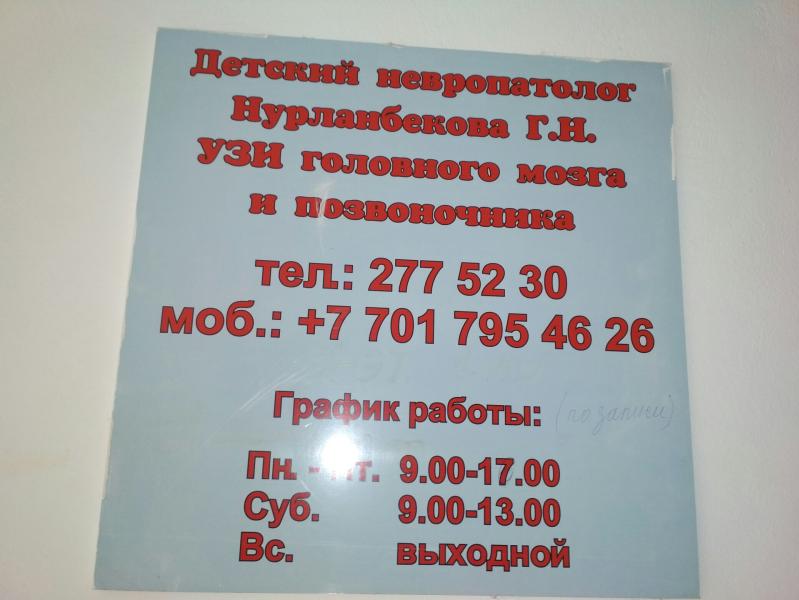 Детский невропатолог
Нурланбекова Г.Н.
УЗИ головного мозга
и позвоночника
тел.: 277 52 30
моб.: +7 701 795 46 26
График работы: (по записи)
Пн. - Пт. 9.00-17.00
Суб. 9.00-13.00
Вс. выходной